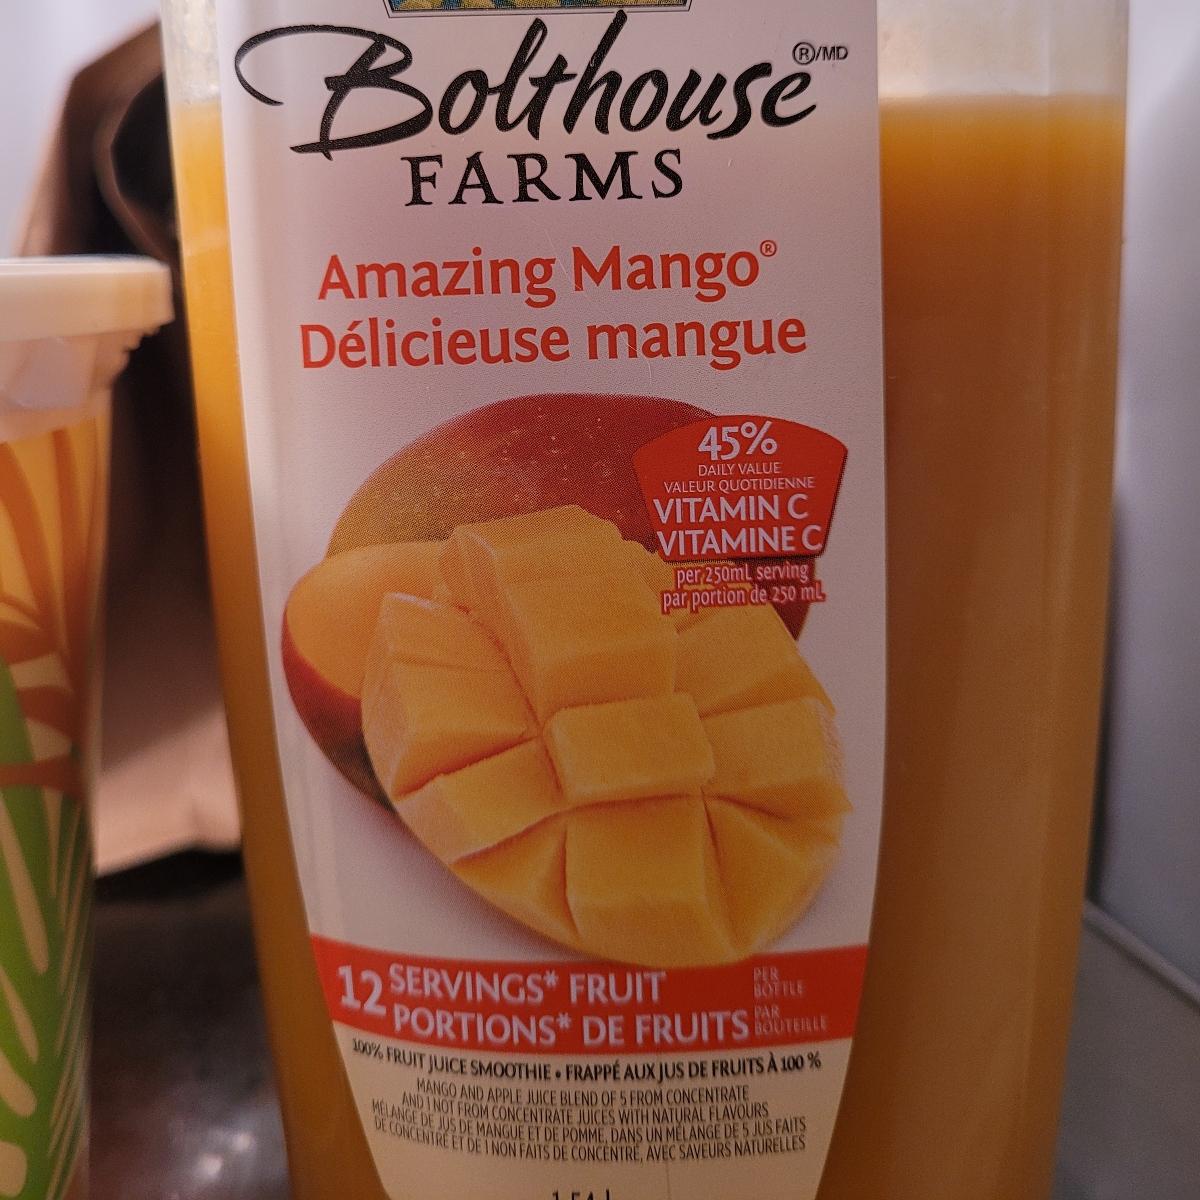 Bolthouse®/MD
FARMS
Amazing Mango®
Délicieuse mangue
45%
DAILY VALUE
VALEUR QUOTIDIENNE
VITAMIN C
VITAMINE C
per 250mL serving
par portion de 250 mL
12 SERVINGS* FRUIT PER BOTTLE
PORTIONS* DE FRUITS PAR BOUTEILLE
100% FRUIT JUICE SMOOTHIE • FRAPPÉ AUX JUS DE FRUITS À 100 %
MANGO AND APPLE JUICE BLEND OF 5 FROM CONCENTRATE
AND 1 NOT FROM CONCENTRATE JUICES WITH NATURAL FLAVOURS
MÉLANGE DE JUS DE MANGUE ET DE POMME, DANS UN MÉLANGE DE 5 JUS FAITS
DE CONCENTRÉ ET DE 1 NON FAITS DE CONCENTRÉ, AVEC SAVEURS NATURELLES